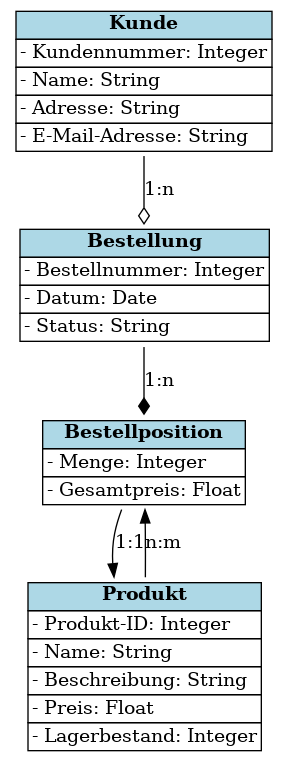 Kunde
- Kundennummer: Integer
- Name: String
- Adresse: String
- E-Mail-Adresse: String
1:n
Bestellung
- Bestellnummer: Integer
- Datum: Date
- Status: String
1:n
Bestellposition
- Menge: Integer
- Gesamtpreis: Float
1:1
n:m
Produkt
- Produkt-ID: Integer
- Name: String
- Beschreibung: String
- Preis: Float
- Lagerbestand: Integer